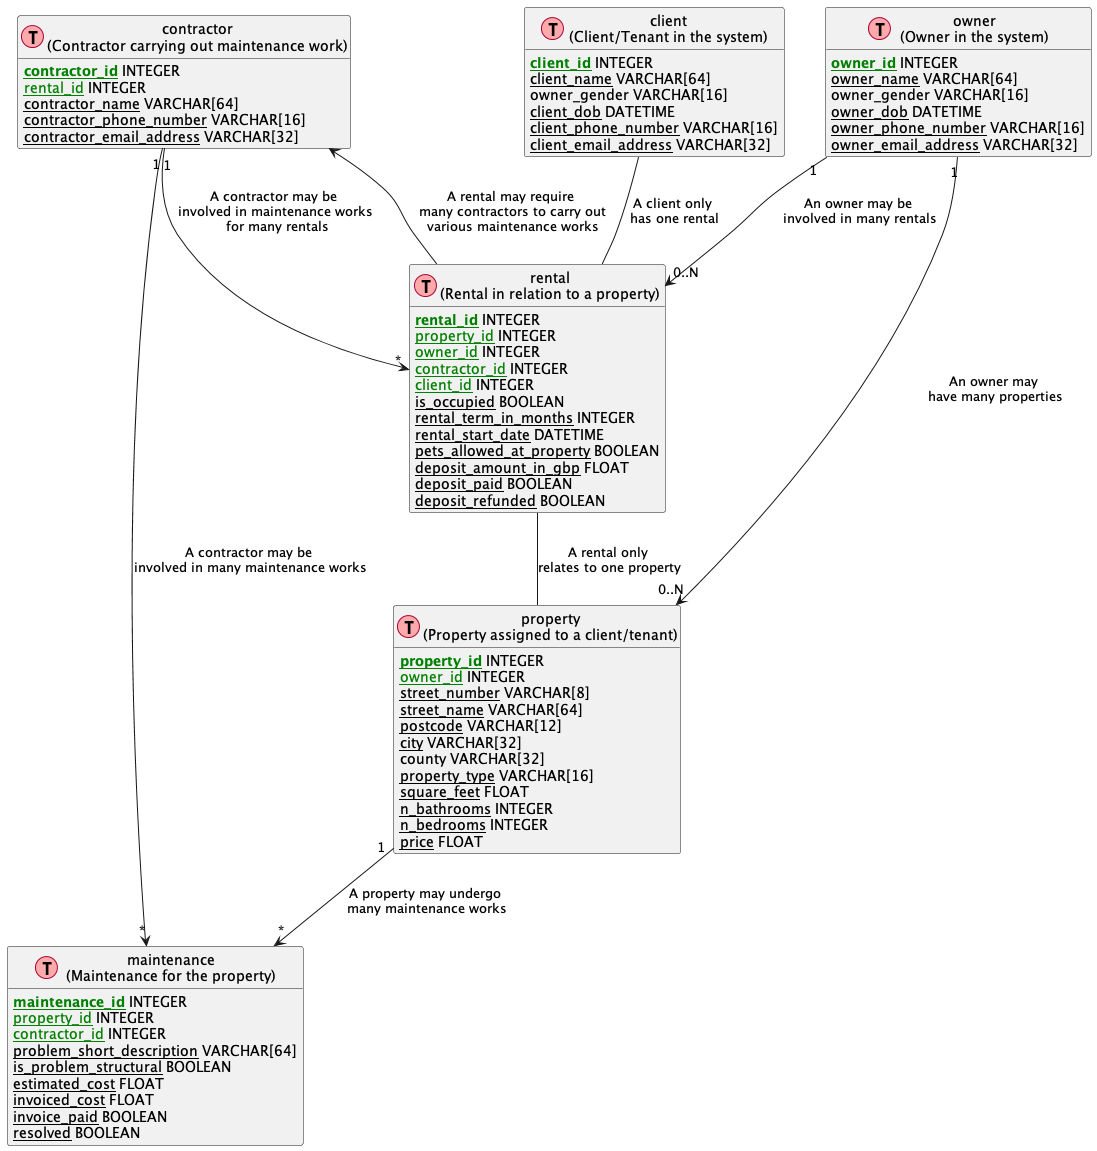 T
contractor
(Contractor carrying out maintenance work)
contractor_id INTEGER
rental_id INTEGER
contractor_name VARCHAR[64]
contractor_phone_number VARCHAR[16]
contractor_email_address VARCHAR[32]
T
client
(Client/Tenant in the system)
client_id INTEGER
client_name VARCHAR[64]
owner_gender VARCHAR[16]
client_dob DATETIME
client_phone_number VARCHAR[16]
client_email_address VARCHAR[32]
T
owner
(Owner in the system)
owner_id INTEGER
owner_name VARCHAR[64]
owner_gender VARCHAR[16]
owner_dob DATETIME
owner_phone_number VARCHAR[16]
owner_email_address VARCHAR[32]
1
1
1
1
A contractor may be
involved in maintenance works
for many rentals
A rental may require
many contractors to carry out
various maintenance works
A client only
has one rental
An owner may be
involved in many rentals
0..N
*
T
rental
(Rental in relation to a property)
rental_id INTEGER
property_id INTEGER
owner_id INTEGER
contractor_id INTEGER
client_id INTEGER
is_occupied BOOLEAN
rental_term_in_months INTEGER
rental_start_date DATETIME
pets_allowed_at_property BOOLEAN
deposit_amount_in_gbp FLOAT
deposit_paid BOOLEAN
deposit_refunded BOOLEAN
An owner may
have many properties
A contractor may be
involved in many maintenance works
A rental only
relates to one property
0..N
T
property
(Property assigned to a client/tenant)
property_id INTEGER
owner_id INTEGER
street_number VARCHAR[8]
street_name VARCHAR[64]
postcode VARCHAR[12]
city VARCHAR[32]
county VARCHAR[32]
property_type VARCHAR[16]
square_feet FLOAT
n_bathrooms INTEGER
n_bedrooms INTEGER
price FLOAT
1
A property may undergo
many maintenance works
*
*
T
maintenance
(Maintenance for the property)
maintenance_id INTEGER
property_id INTEGER
contractor_id INTEGER
problem_short_description VARCHAR[64]
is_problem_structural BOOLEAN
estimated_cost FLOAT
invoiced_cost FLOAT
invoice_paid BOOLEAN
resolved BOOLEAN